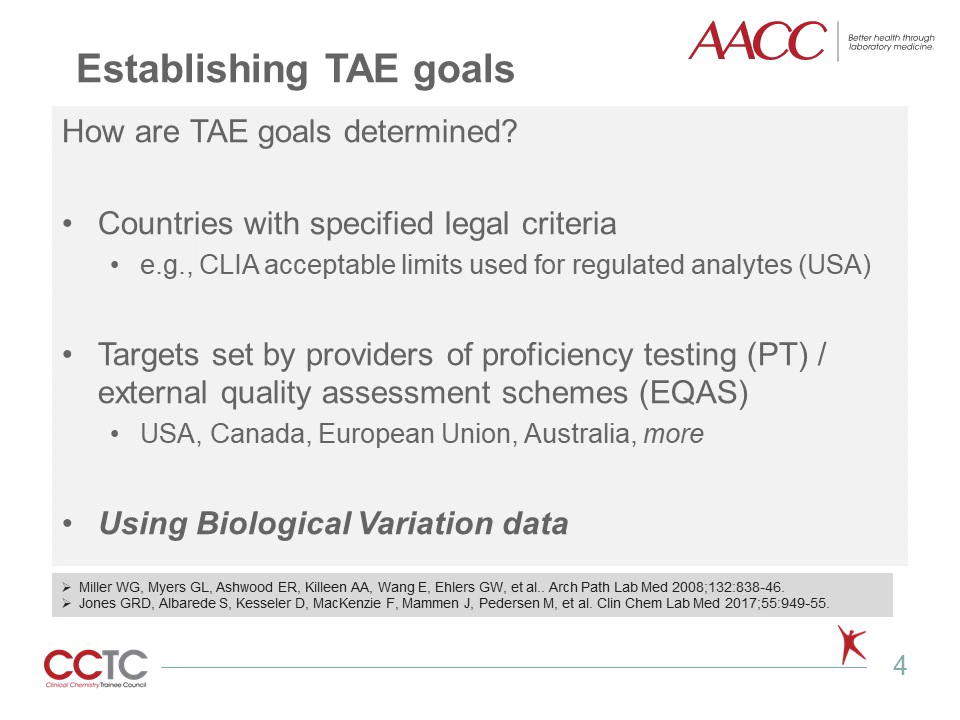 Establishing TAE goals
AACC
Better health through
laboratory medicine.
How are TAE goals determined?
• Countries with specified legal criteria
• e.g., CLIA acceptable limits used for regulated analytes (USA)
• Targets set by providers of proficiency testing (PT) /
external quality assessment schemes (EQAS)
• USA, Canada, European Union, Australia, more
• Using Biological Variation data
➢ Miller WG, Myers GL, Ashwood ER, Killeen AA, Wang E, Ehlers GW, et al.. Arch Path Lab Med 2008;132:838-46.
➢ Jones GRD, Albarede S, Kesseler D, MacKenzie F, Mammen J, Pedersen M, et al. Clin Chem Lab Med 2017;55:949-55.
CCTC
Clinical Chemistry Trainee Council
4